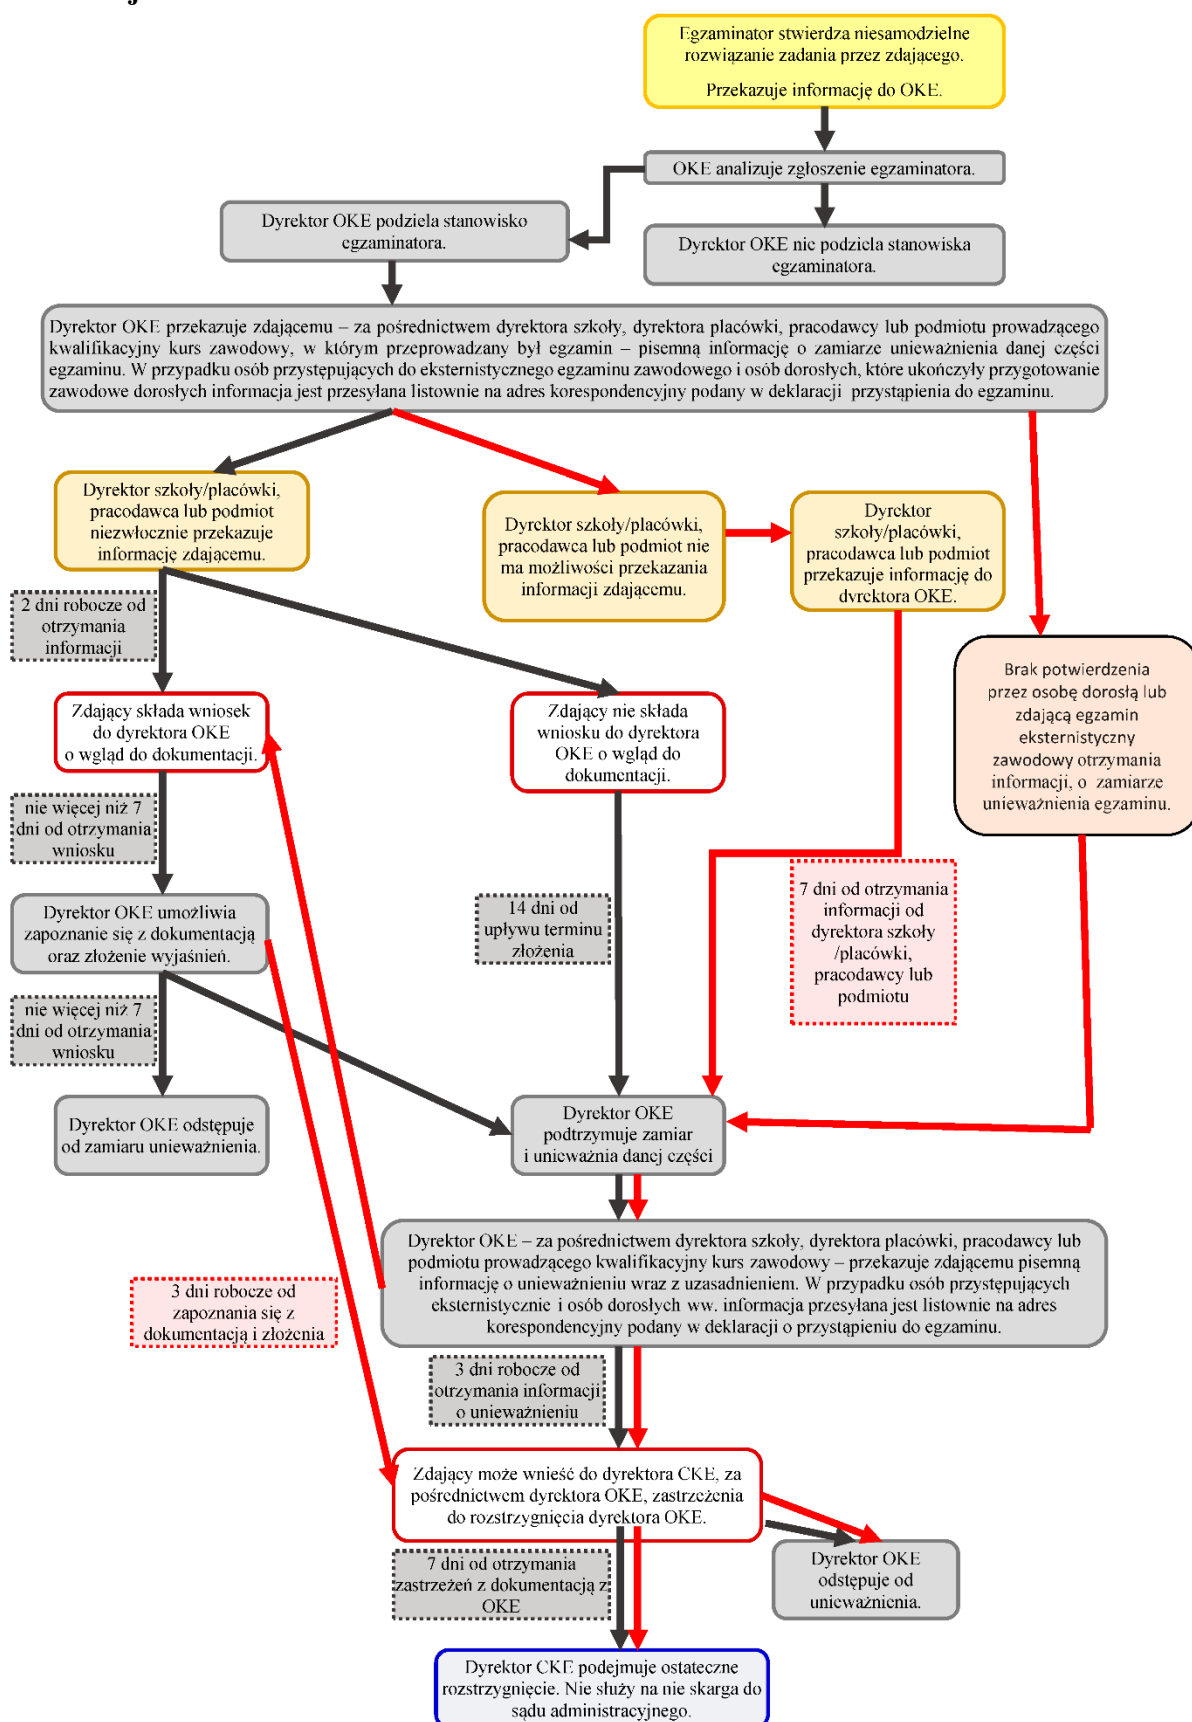 Egzaminator stwierdza niesamodzielne
rozwiązanie zadania przez zdającego.
Przekazuje informację do OKE.
OKE analizuje zgłoszenie egzaminatora.
Dyrektor OKE podziela stanowisko
egzaminatora.
Dyrektor OKE nie podziela stanowiska
egzaminatora.
Dyrektor OKE przekazuje zdającemu – za pośrednictwem dyrektora szkoły, dyrektora placówki, pracodawcy lub podmiotu prowadzącego
kwalifikacyjny kurs zawodowy, w którym przeprowadzany był egzamin – pisemną informację o zamiarze unieważnienia danej części
egzaminu. W przypadku osób przystępujących do eksternistycznego egzaminu zawodowego i osób dorosłych, które ukończyły przygotowanie
zawodowe dorosłych informacja jest przesyłana listownie na adres korespondencyjny podany w deklaracji przystąpienia do egzaminu.
Dyrektor szkoły/placówki,
pracodawca lub podmiot
niezwłocznie przekazuje
informację zdającemu.
Dyrektor szkoły/placówki,
pracodawca lub podmiot nie
ma możliwości przekazania
informacji zdającemu.
Dyrektor
szkoły/placówki,
pracodawca lub podmiot
przekazuje informację do
dyrektora OKE.
2 dni robocze od
otrzymania
informacji
Brak potwierdzenia
przez osobę dorosłą lub
zdającą egzamin
eksternistyczny
zawodowy otrzymania
informacji, o zamiarze
unieważnienia egzaminu.
Zdający składa wniosek
do dyrektora OKE
o wgląd do dokumentacji.
Zdający nie składa
wniosku do dyrektora
OKE o wgląd do
dokumentacji.
nie więcej niż 7
dni od otrzymania
wniosku
Dyrektor OKE umożliwia
zapoznanie się z dokumentacją
oraz złożenie wyjaśnień.
14 dni od
upływu terminu
złożenia
7 dni od otrzymania
informacji od
dyrektora szkoły
/placówki,
pracodawcy lub
podmiotu
nie więcej niż 7
dni od otrzymania
wniosku
Dyrektor OKE odstępuje
od zamiaru unieważnienia.
Dyrektor OKE
podtrzymuje zamiar
i unieważnia danej części
Dyrektor OKE – za pośrednictwem dyrektora szkoły, dyrektora placówki, pracodawcy lub
podmiotu prowadzącego kwalifikacyjny kurs zawodowy – przekazuje zdającemu pisemną
informację o unieważnieniu wraz z uzasadnieniem. W przypadku osób przystępujących
eksternistycznie i osób dorosłych ww. informacja przesyłana jest listownie na adres
korespondencyjny podany w deklaracji o przystąpieniu do egzaminu.
3 dni robocze od
zapoznania się z
dokumentacją i złożenia
3 dni robocze od
otrzymania informacji
o unieważnieniu
Zdający może wnieść do dyrektora CKE, za
pośrednictwem dyrektora OKE, zastrzeżenia
do rozstrzygnięcia dyrektora OKE.
7 dni od otrzymania
zastrzeżeń z dokumentacją z
OKE
Dyrektor OKE
odstępuje od
unieważnienia.
Dyrektor CKE podejmuje ostateczne
rozstrzygnięcie. Nie służy na nie skarga do
sądu administracyjnego.